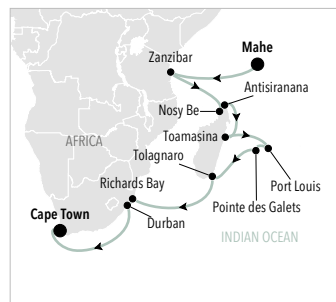 Mahe
Zanzibar
Antisiranana
Nosy Be
AFRICA
Toamasina
Tolagnaro
Richards Bay
Port Louis
Cape Town
Pointe des Galets
Durban
INDIAN OCEAN